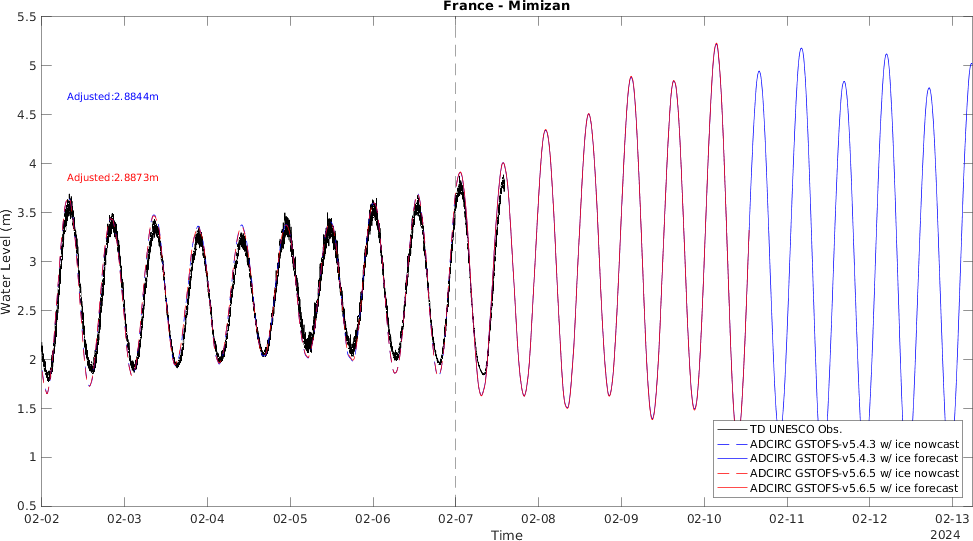 France - Mimizan
5.5
5
4.5
4
3.5
3
2.5
2
1.5
1
0.5
Water Level (m)
Adjusted:2.8844m
Adjusted:2.8873m
TD UNESCO Obs.
ADCIRC GSTOFS-v5.4.3 w/ ice nowcast
ADCIRC GSTOFS-v5.4.3 w/ ice forecast
ADCIRC GSTOFS-v5.6.5 w/ ice nowcast
ADCIRC GSTOFS-v5.6.5 w/ ice forecast
02-02 02-03 02-04 02-05 02-06 02-07 02-08 02-09 02-10 02-11 02-12 02-13
2024
Time